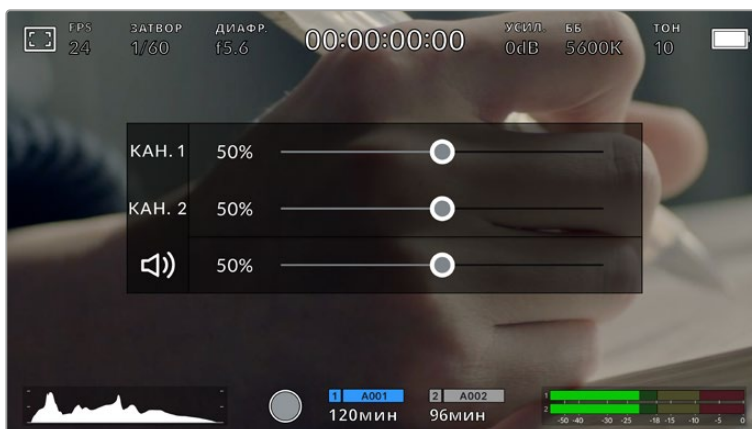 FPS ЗАТВОР ДИАФР. 00:00:00:00 УСИЛ. ББ ТОН
24 1/60 f5.6 0dB 5600K 10
КАН. 1 50%
КАН. 2 50%
50%
1 A001 2 A002
120МИН 96МИН
1
2
-50 -40 -30 -25 -18 -15 -10 -5 0